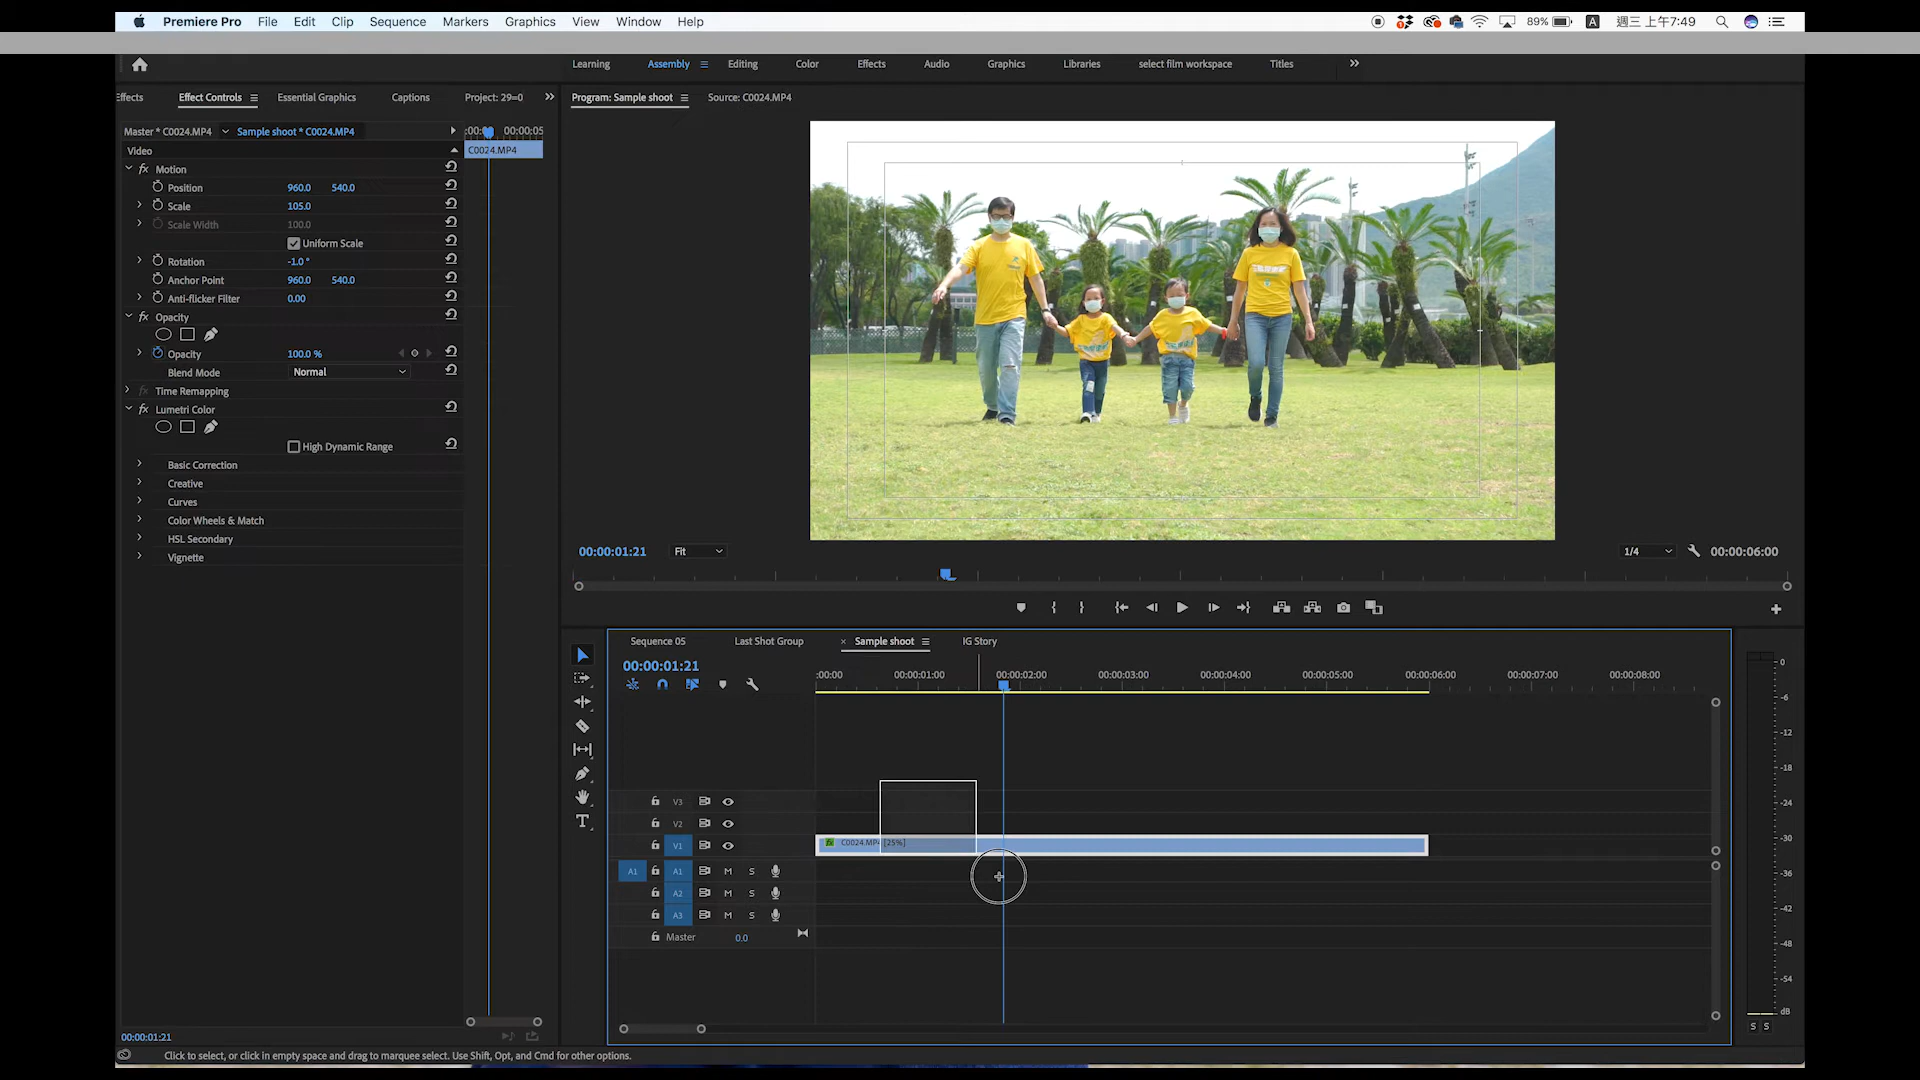 Premiere Pro File Edit Clip Sequence Markers Graphics View Window Help 89% A 週三 上午7:49
Learning Assembly Editing Color Effects Audio Graphics Libraries select film workspace Titles
Effects Effect Controls Essential Graphics Captions Project: 29=0
Program: Sample shoot Source: C0024.MP4
Master * C0024.MP4 Sample shoot * C0024.MP4 00:00:05
Video C0024.MP4
fx Motion
Position 960.0 540.0
Scale 105.0
Scale Width 100.0
Uniform Scale
Rotation -1.0 °
Anchor Point 960.0 540.0
Anti-flicker Filter 0.00
fx Opacity
Opacity 100.0 %
Blend Mode Normal
fx Time Remapping
fx Lumetri Color
High Dynamic Range
Basic Correction
Creative
Curves
Color Wheels & Match
HSL Secondary
Vignette
00:00:01:21 Fit 1/4 00:00:06:00
Sequence 05 Last Shot Group × Sample shoot IG Story
00:00:01:21
:00:00 00:00:01:00 00:00:02:00 00:00:03:00 00:00:04:00 00:00:05:00 00:00:06:00 00:00:07:00 00:00:08:00
V3
V2
V1 fx C0024.MP4 [25%]
A1 A1 M S
A2 M S
A3 M S
Master 0.0
0
-6
-12
-18
-24
-30
-36
-42
-48
-54
dB
S S
00:00:01:21
Click to select, or click in empty space and drag to marquee select. Use Shift, Opt, and Cmd for other options.